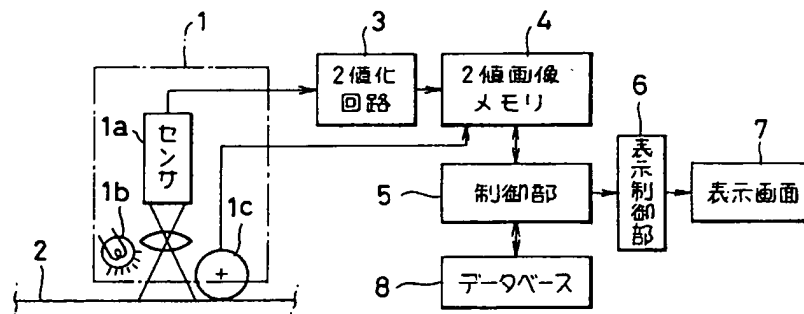 1
3
4
2値化
回路
2値画像
メモリ
6
1a
センサ
表示制御部
7
表示画面
5
制御部
1b
1c
2
8
データベース